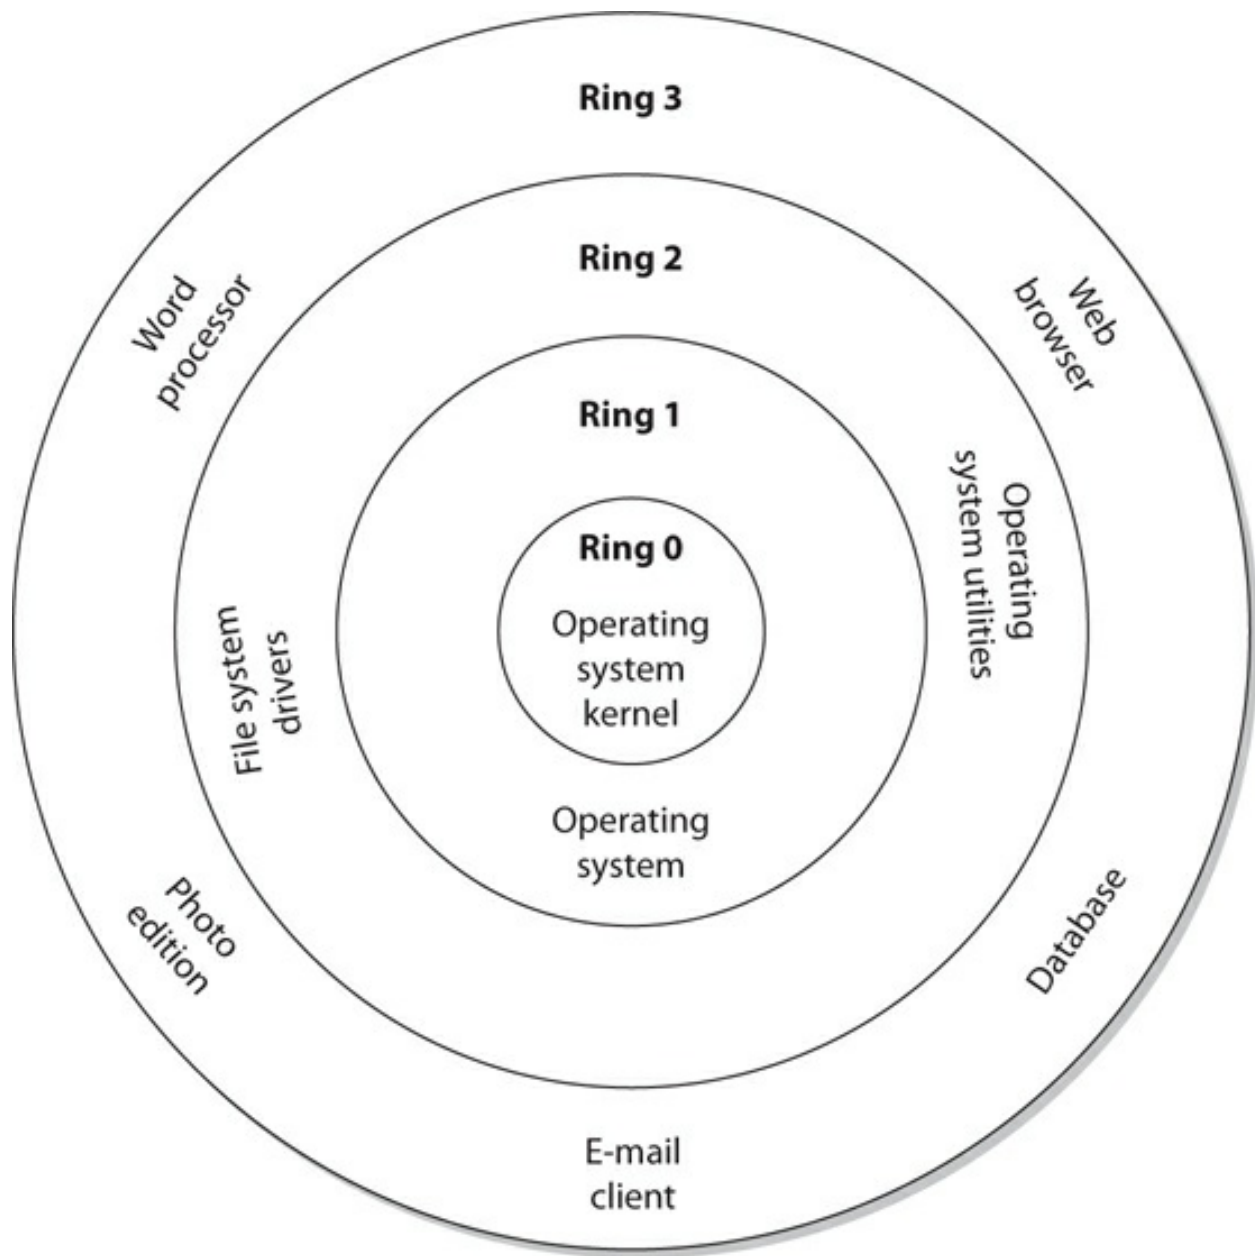 Ring 3
Word
processor
Web
browser
Ring 2
Operating
system utilities
File system
drivers
Ring 1
Ring 0
Operating
system
kernel
Operating
system
Photo
edition
Database
E-mail
client